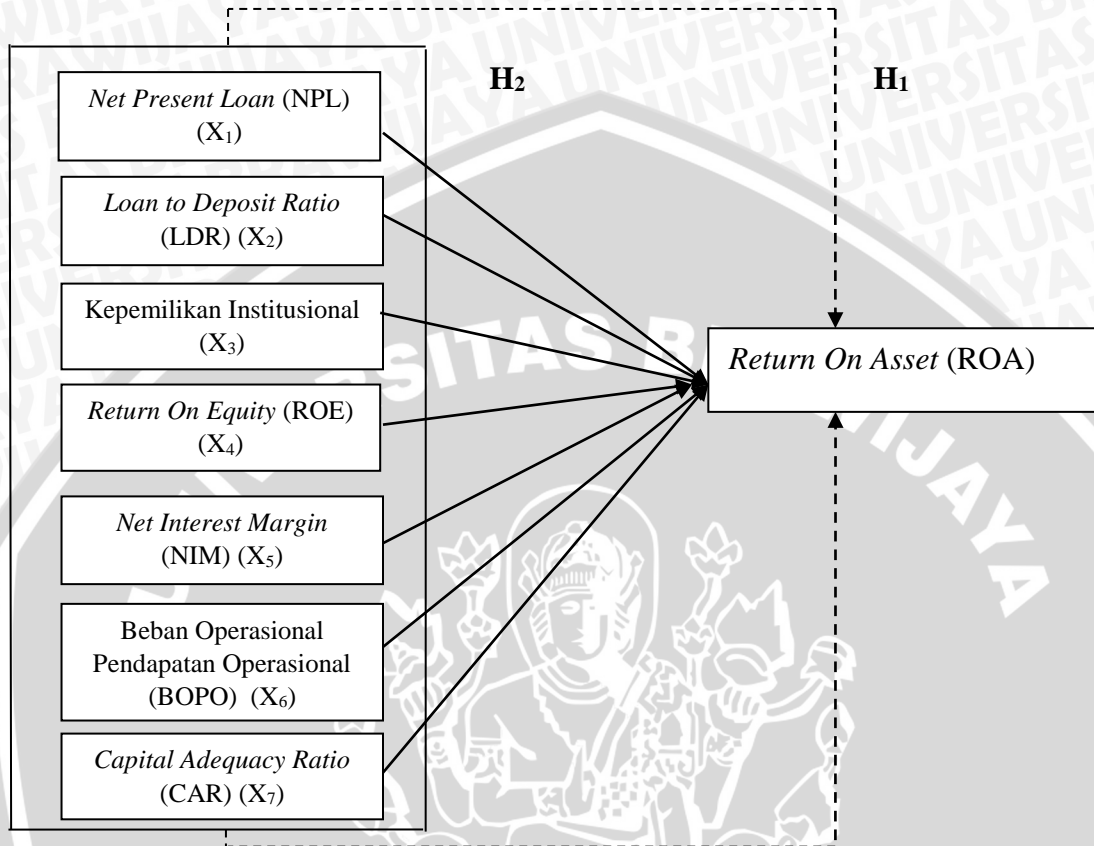 H₂
H₁
Net Present Loan (NPL)
(X₁)
Loan to Deposit Ratio
(LDR) (X₂)
Kepemilikan Institusional
(X₃)
Return On Equity (ROE)
(X₄)
Net Interest Margin
(NIM) (X₅)
Beban Operasional
Pendapatan Operasional
(BOPO) (X₆)
Capital Adequacy Ratio
(CAR) (X₇)
Return On Asset (ROA)